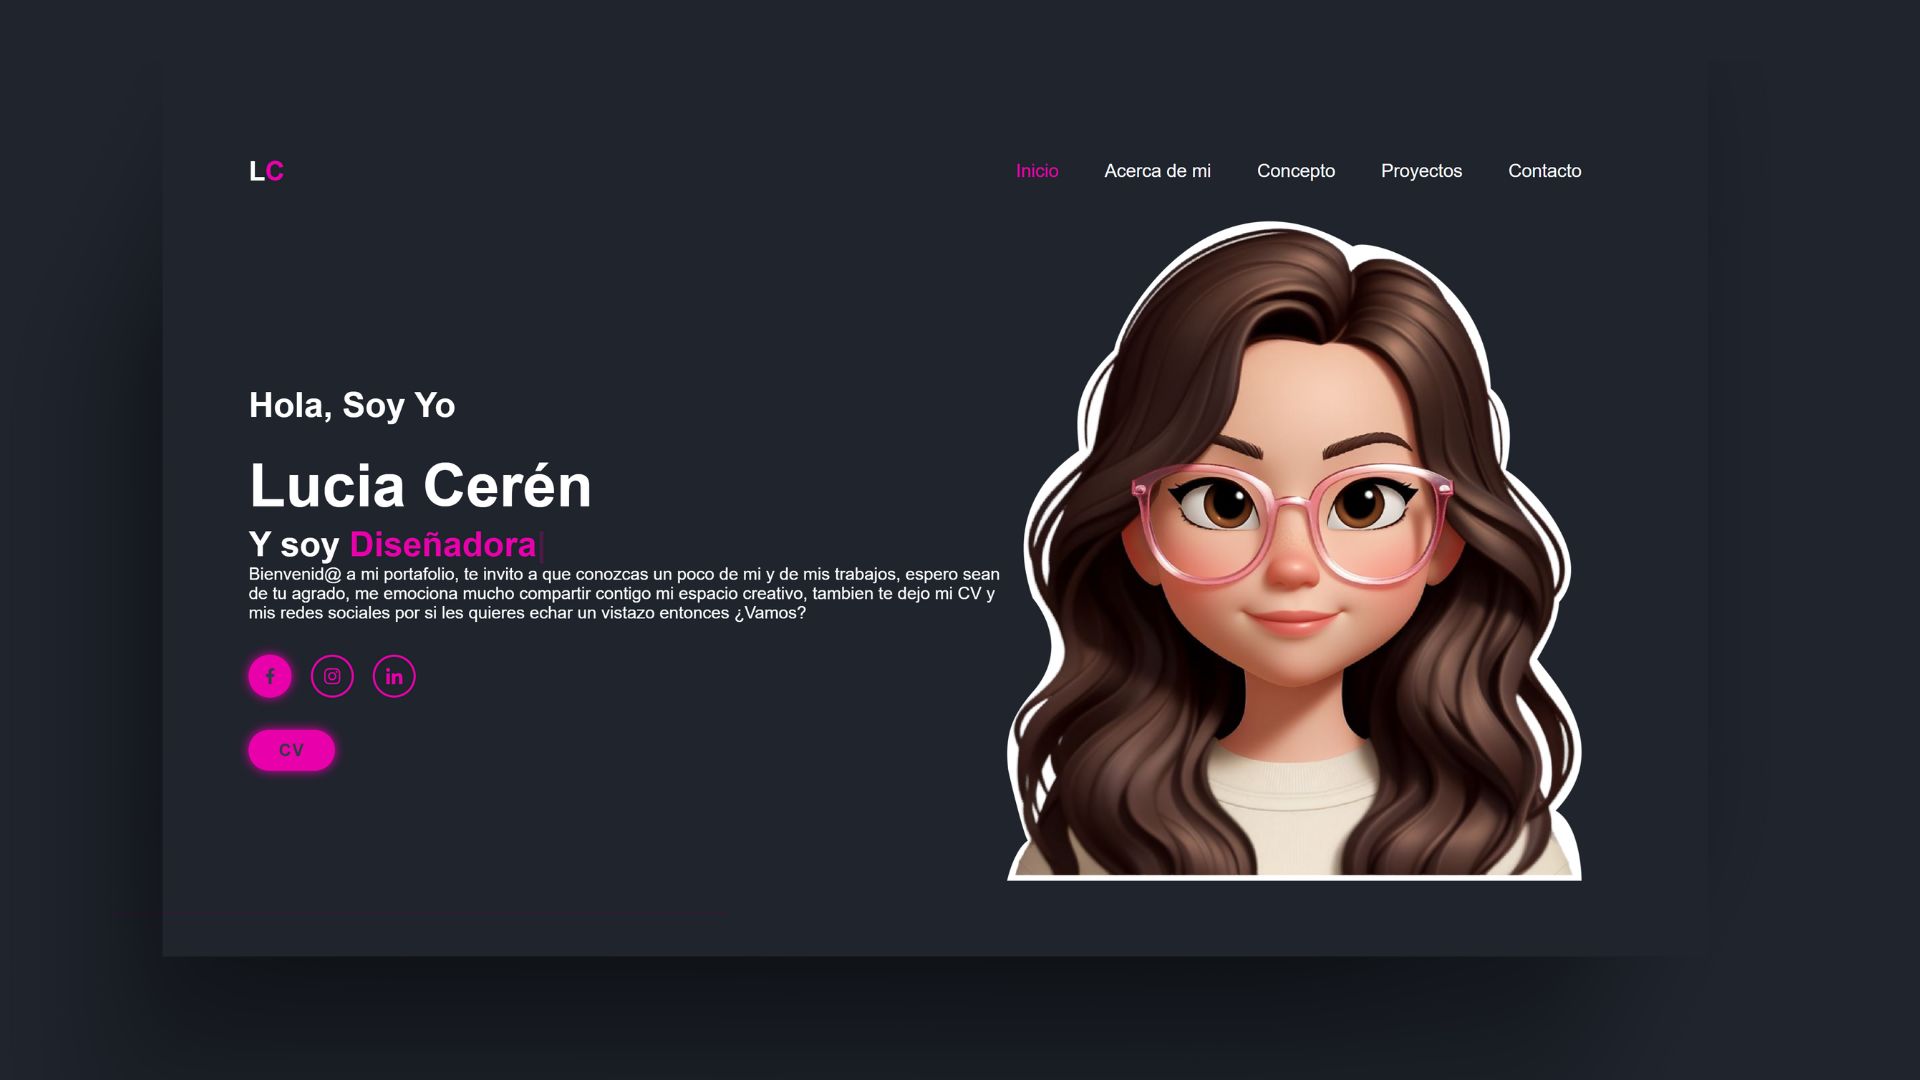 LC
Inicio Acerca de mi Concepto Proyectos Contacto
Hola, Soy Yo
Lucia Cerén
Y soy Diseñadora
Bienvenid@ a mi portafolio, te invito a que conozcas un poco de mi y de mis trabajos, espero sean
de tu agrado, me emociona mucho compartir contigo mi espacio creativo, tambien te dejo mi CV y
mis redes sociales por si les quieres echar un vistazo entonces ¿Vamos?
CV